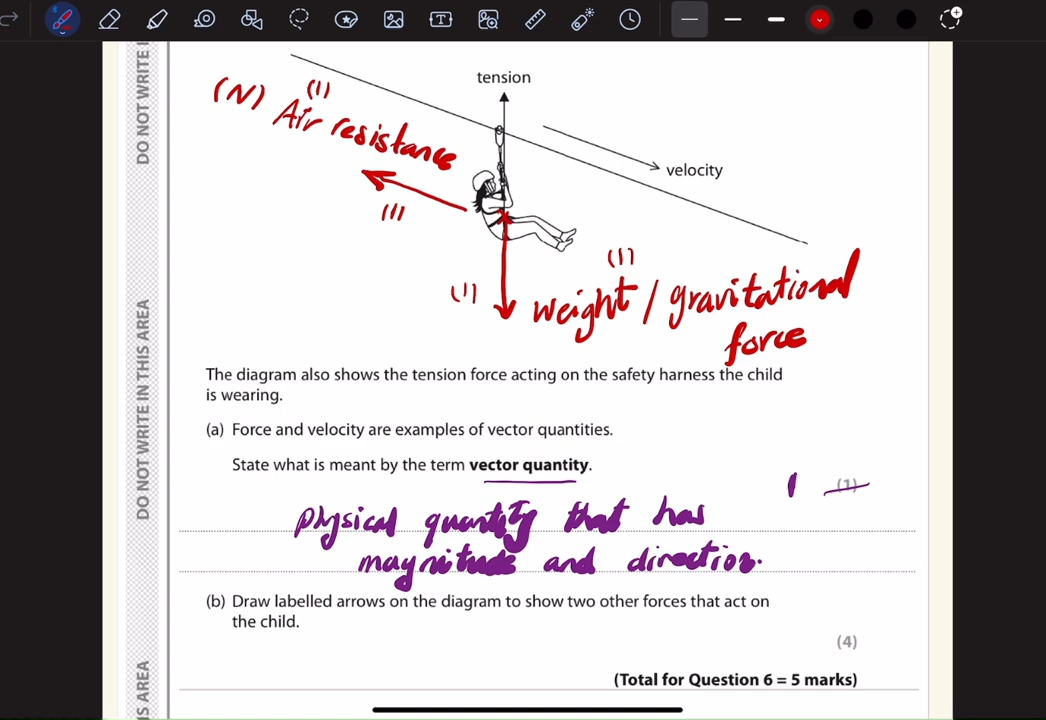 DO NOT WRITE I
tension
(N)
(1)
Air resistance
velocity
(1)
(1)
(1)
weight / gravitational
force
DO NOT WRITE IN THIS AREA
The diagram also shows the tension force acting on the safety harness the child
is wearing.
(a) Force and velocity are examples of vector quantities.
State what is meant by the term vector quantity.
1 (1)
physical quantity that has
magnitude and direction.
(b) Draw labelled arrows on the diagram to show two other forces that act on
the child.
(4)
(Total for Question 6 = 5 marks)
IS AREA